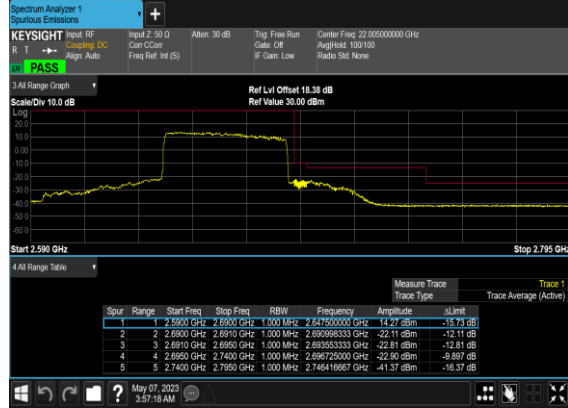 Spectrum Analyzer 1
Spurious Emissions
+
KEYSIGHT Input: RF Input Z: 50 Ω Atten: 30 dB Trig: Free Run Center Freq: 22.005000000 GHz
R T Coupling: DC Corr CCorr Gate: Off Avg|Hold: 100/100
Align: Auto Freq Ref: Int (S) IF Gain: Low Radio Std: None
LU PASS
3 All Range Graph
Ref Lvl Offset 18.38 dB
Scale/Div 10.0 dB Ref Value 30.00 dBm
Log
20.0
10.0
0.00
-10.0
-20.0
-30.0
-40.0
-50.0
-60.0
Start 2.590 GHz Stop 2.795 GHz
4 All Range Table
Measure Trace Trace 1
Trace Type Trace Average (Active)
Spur Range Start Freq Stop Freq RBW Frequency Amplitude ΔLimit
1 1 2.5900 GHz 2.6900 GHz 1.000 MHz 2.647500000 GHz 14.27 dBm -15.73 dB
2 2 2.6900 GHz 2.6910 GHz 1.000 MHz 2.690998333 GHz -22.11 dBm -12.11 dB
3 3 2.6910 GHz 2.6950 GHz 1.000 MHz 2.693553333 GHz -22.81 dBm -12.81 dB
4 4 2.6950 GHz 2.7400 GHz 1.000 MHz 2.696725000 GHz -22.90 dBm -9.897 dB
5 5 2.7400 GHz 2.7950 GHz 1.000 MHz 2.746416667 GHz -41.37 dBm -16.37 dB
? May 07, 2023
3:57:18 AM